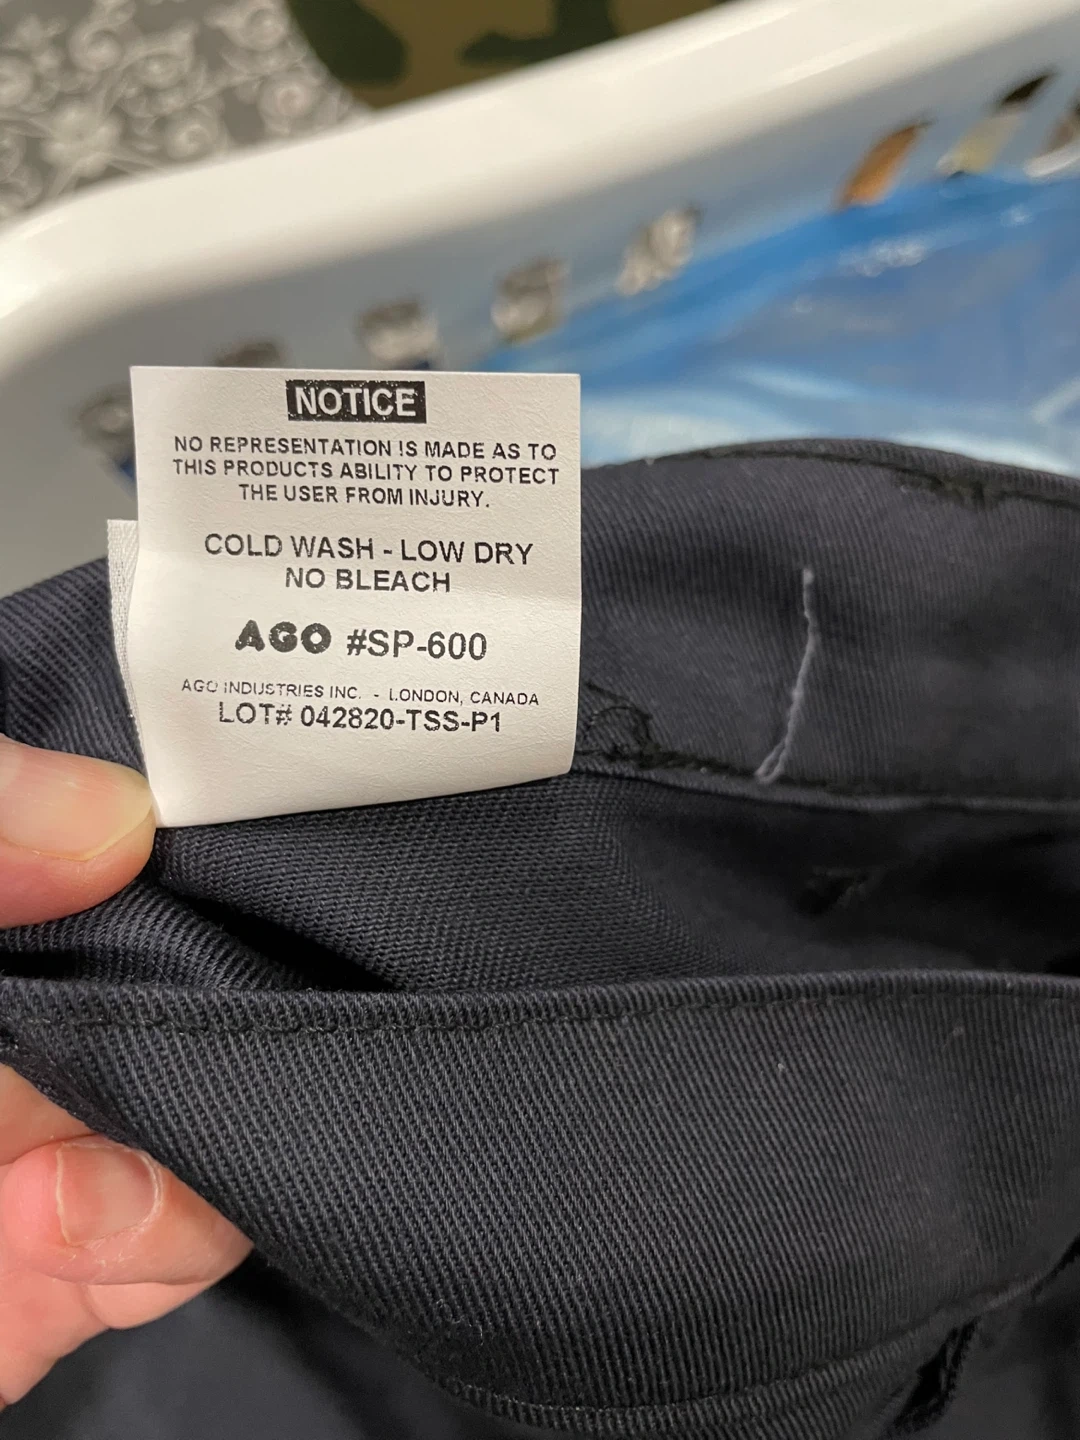 NOTICE
NO REPRESENTATION IS MADE AS TO
THIS PRODUCTS ABILITY TO PROTECT
THE USER FROM INJURY.
COLD WASH - LOW DRY
NO BLEACH
AGO #SP-600
AGO INDUSTRIES INC. - LONDON, CANADA
LOT# 042820-TSS-P1